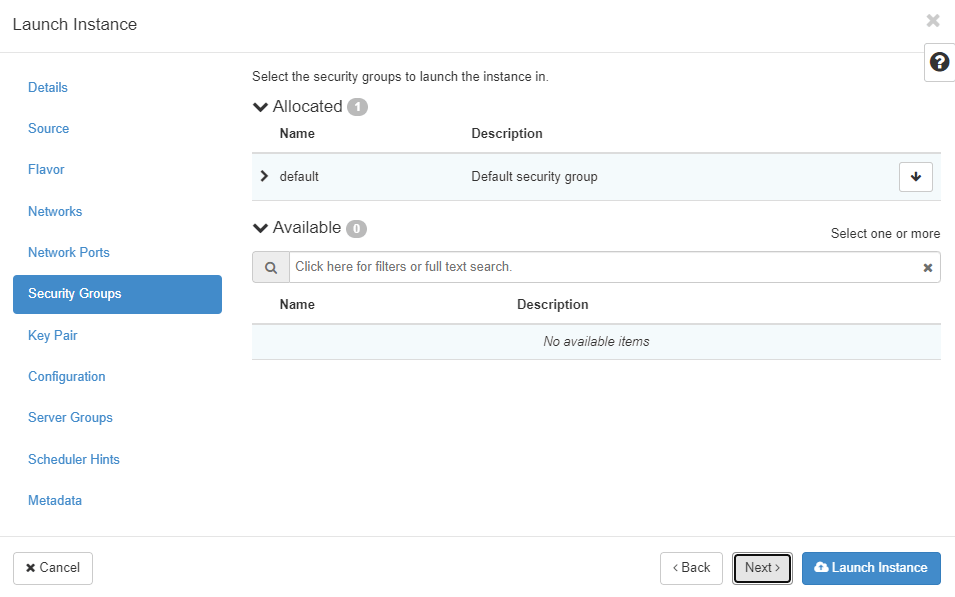 Launch Instance
Details
Source
Flavor
Networks
Network Ports
Security Groups
Key Pair
Configuration
Server Groups
Scheduler Hints
Metadata
Select the security groups to launch the instance in.
Allocated 1
Name Description
default Default security group
Available 0
Select one or more
Click here for filters or full text search.
Name Description
No available items
Cancel
‹ Back
Next ›
Launch Instance